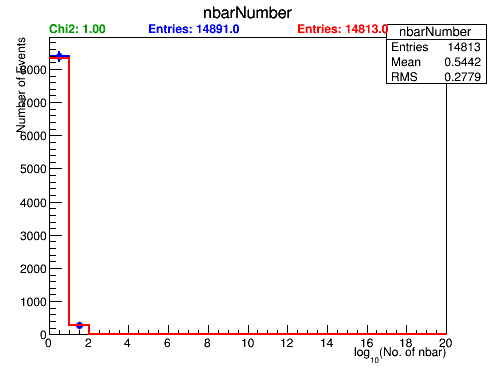 nbarNumber
Chi2: 1.00 Entries: 14891.0 Entries: 14813.0
nbarNumber
Entries 14813
Mean 0.5442
RMS 0.2779
Number of Events
8000
7000
6000
5000
4000
3000
2000
1000
0
0 2 4 6 8 10 12 14 16 18 20
log10(No. of nbar)